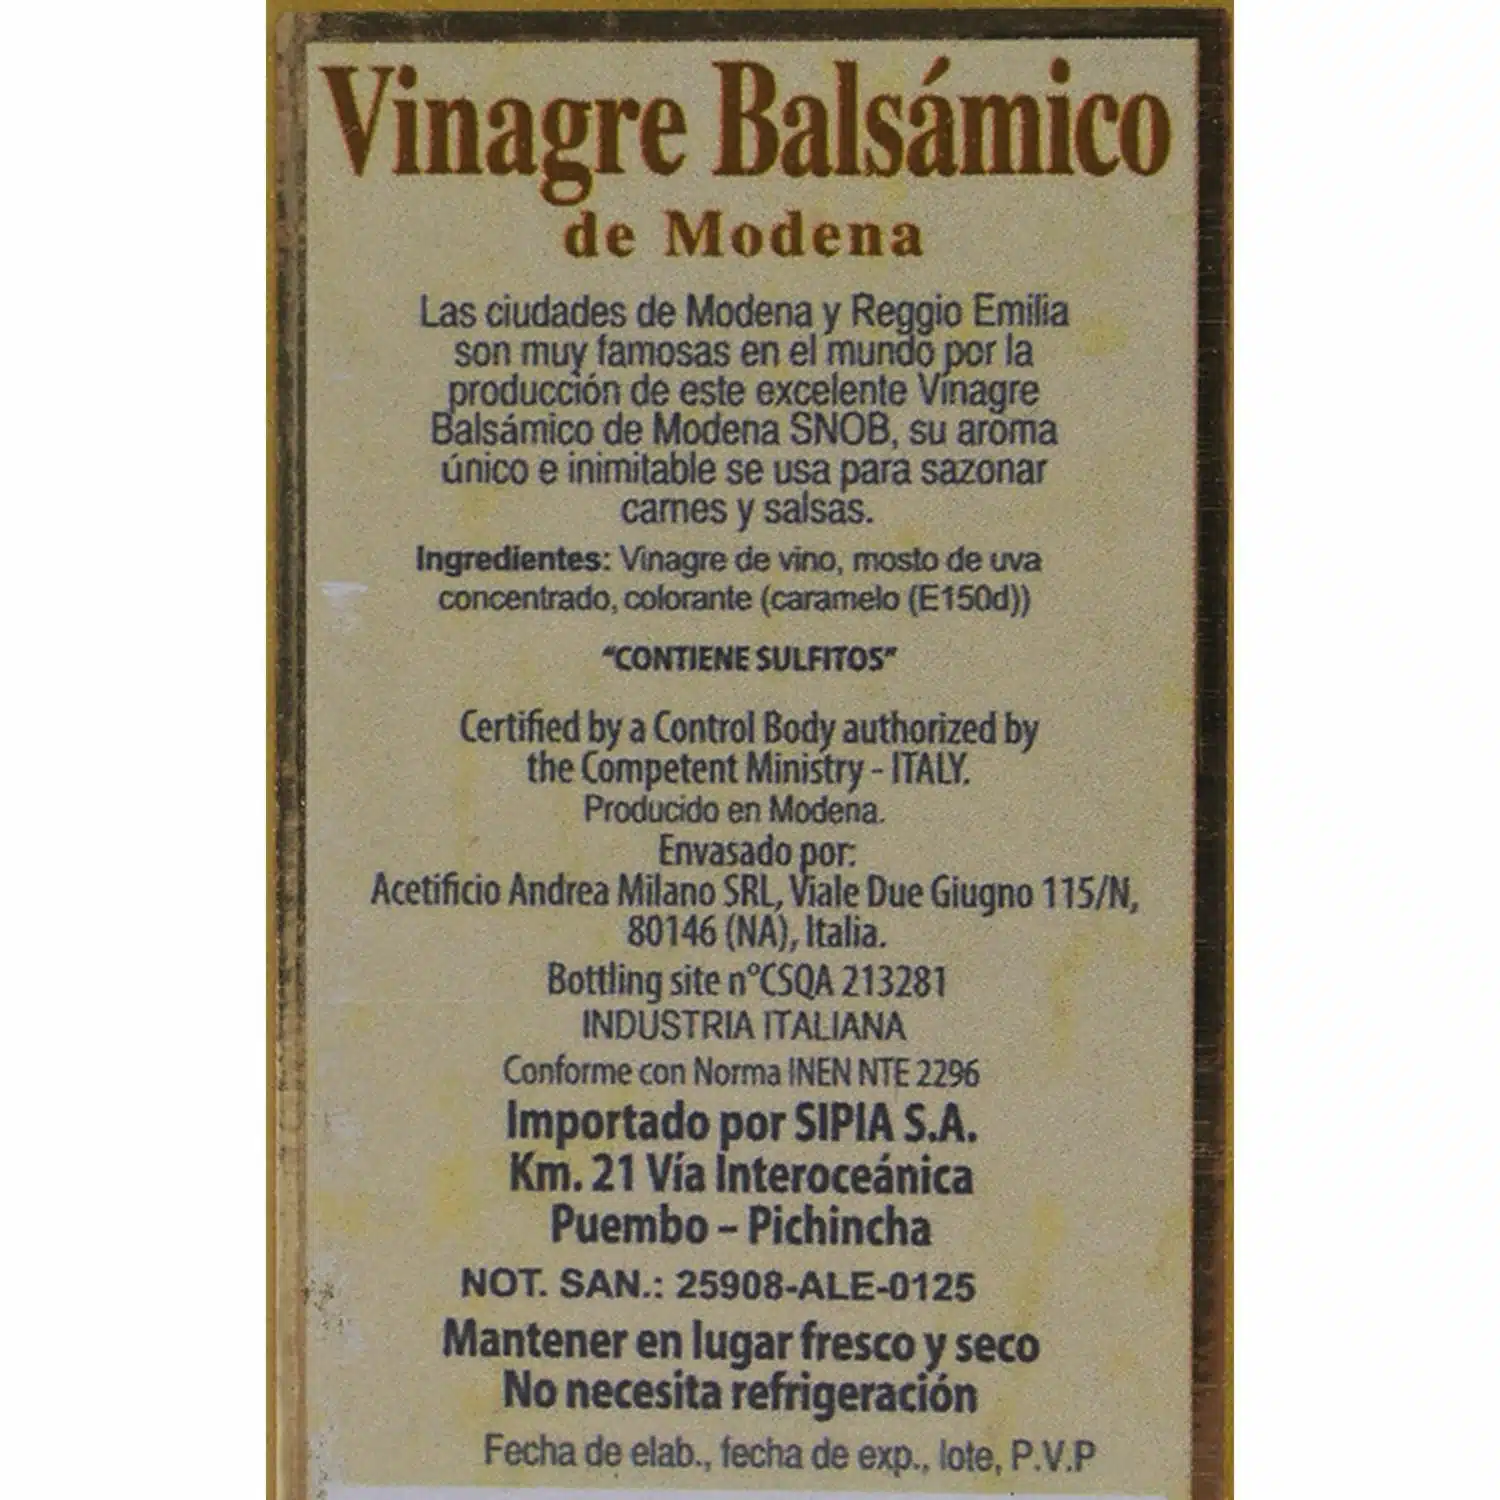 Vinagre Balsámico
de Modena
Las ciudades de Modena y Reggio Emilia
son muy famosas en el mundo por la
producción de este excelente Vinagre
Balsámico de Modena SNOB, su aroma
único e inimitable se usa para sazonar
carnes y salsas.
Ingredientes: Vinagre de vino, mosto de uva
concentrado, colorante (caramelo (E150d))
"CONTIENE SULFITOS"
Certified by a Control Body authorized by
the Competent Ministry - ITALY.
Producido en Modena.
Envasado por:
Acetificio Andrea Milano SRL, Viale Due Giugno 115/N,
80146 (NA), Italia.
Bottling site n°CSQA 213281
INDUSTRIA ITALIANA
Conforme con Norma INEN NTE 2296
Importado por SIPIA S.A.
Km. 21 Vía Interoceánica
Puembo – Pichincha
NOT. SAN.: 25908-ALE-0125
Mantener en lugar fresco y seco
No necesita refrigeración
Fecha de elab., fecha de exp., lote, P.V.P